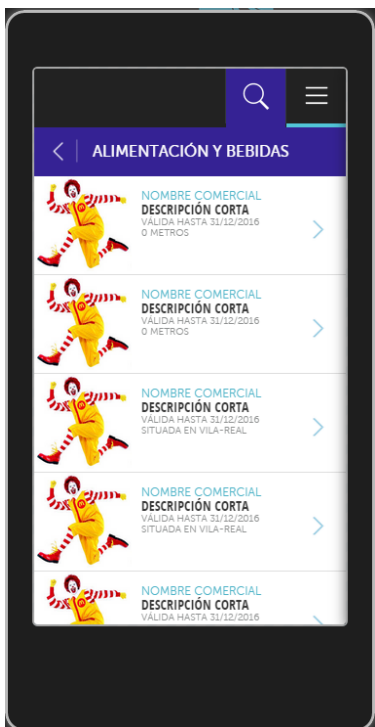 ALIMENTACIÓN Y BEBIDAS
NOMBRE COMERCIAL
DESCRIPCIÓN CORTA
VÁLIDA HASTA 31/12/2016
0 METROS
NOMBRE COMERCIAL
DESCRIPCIÓN CORTA
VÁLIDA HASTA 31/12/2016
0 METROS
NOMBRE COMERCIAL
DESCRIPCIÓN CORTA
VÁLIDA HASTA 31/12/2016
SITUADA EN VILA-REAL
NOMBRE COMERCIAL
DESCRIPCIÓN CORTA
VÁLIDA HASTA 31/12/2016
SITUADA EN VILA-REAL
NOMBRE COMERCIAL
DESCRIPCIÓN CORTA
VÁLIDA HASTA 31/12/2016